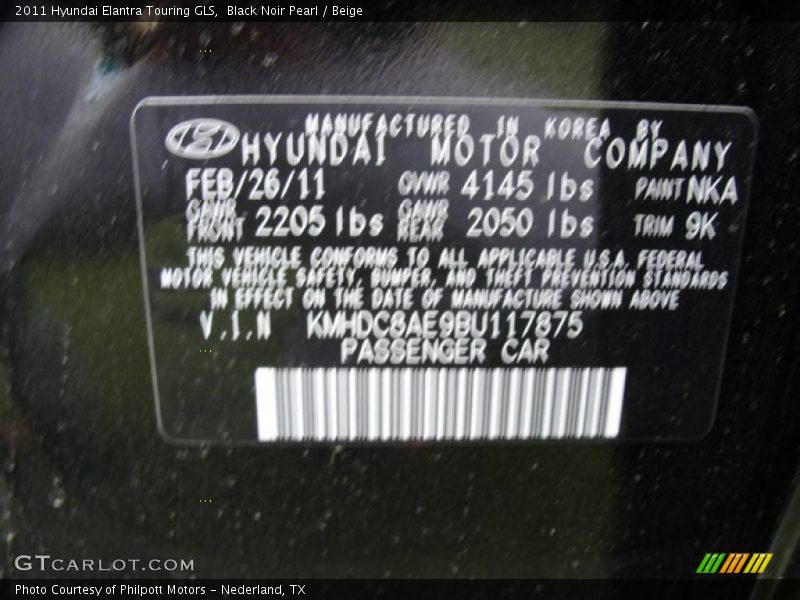 2011 Hyundai Elantra Touring GLS,  Black Noir Pearl / Beige
MANUFACTURED IN KOREA BY
HYUNDAI MOTOR COMPANY
FEB/26/11 GVWR 4145 lbs PAINT NKA
GAWR FRONT 2205 lbs GAWR REAR 2050 lbs TRIM 9K
THIS VEHICLE CONFORMS TO ALL APPLICABLE U.S.A. FEDERAL
MOTOR VEHICLE SAFETY, BUMPER, AND THEFT PREVENTION STANDARDS
IN EFFECT ON THE DATE OF MANUFACTURE SHOWN ABOVE
V.I.N KMHDC8AE9BU117875
PASSENGER CAR
GTCARLOT.COM
Photo Courtesy of Philpott Motors - Nederland, TX